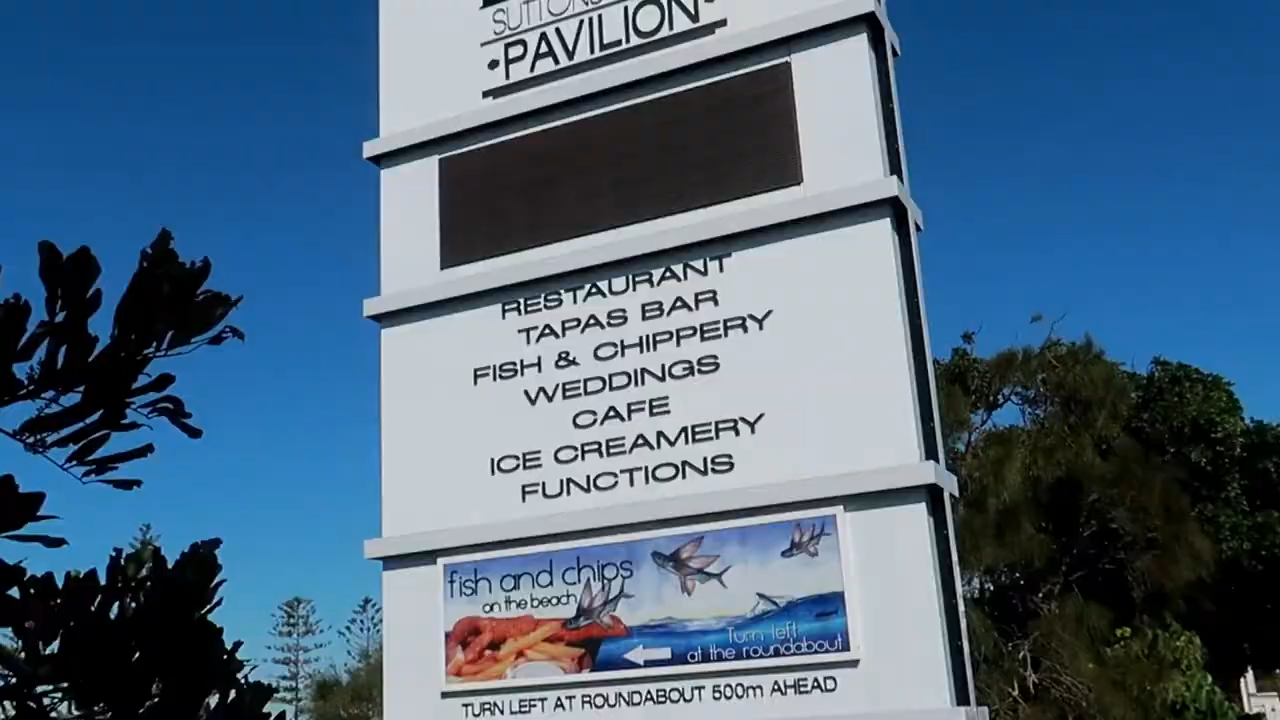 SUTTONS
•PAVILION•
RESTAURANT
TAPAS BAR
FISH & CHIPPERY
WEDDINGS
CAFE
ICE CREAMERY
FUNCTIONS
fish and chips
on the beach
Turn left
at the roundabout
TURN LEFT AT ROUNDABOUT 500m AHEAD